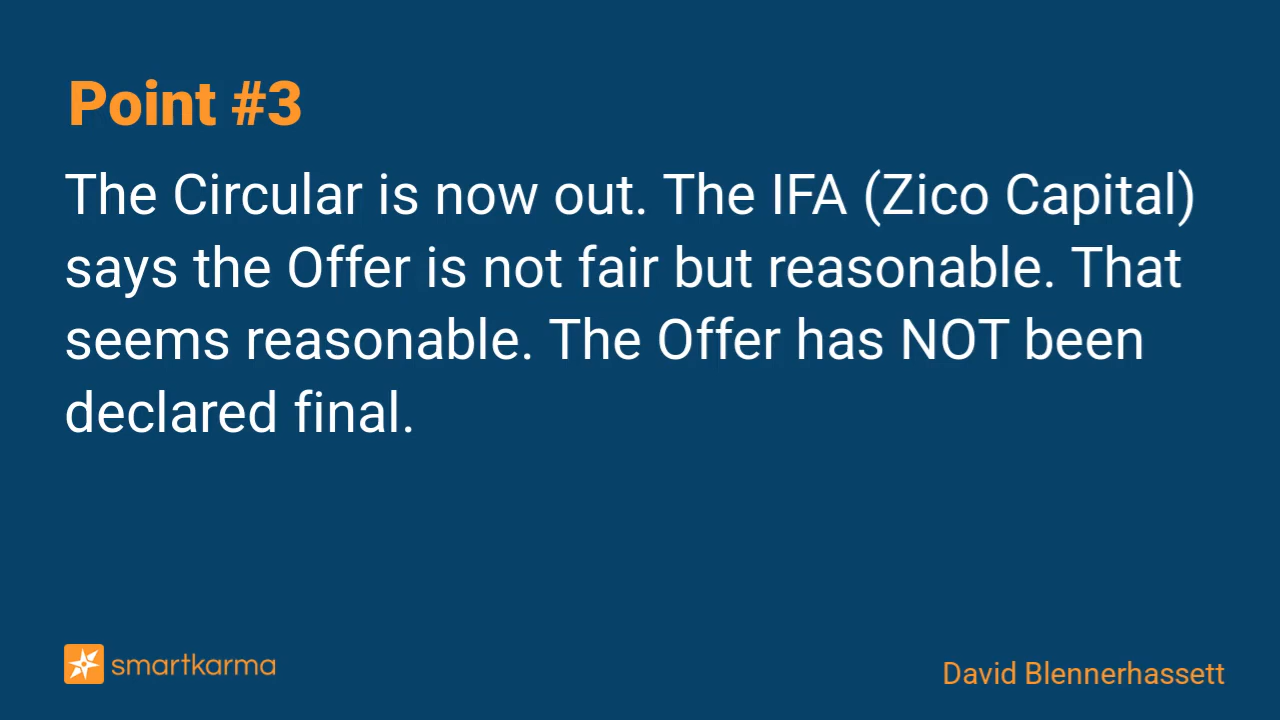 Point #3
The Circular is now out. The IFA (Zico Capital)
says the Offer is not fair but reasonable. That
seems reasonable. The Offer has NOT been
declared final.
smartkarma
David Blennerhassett